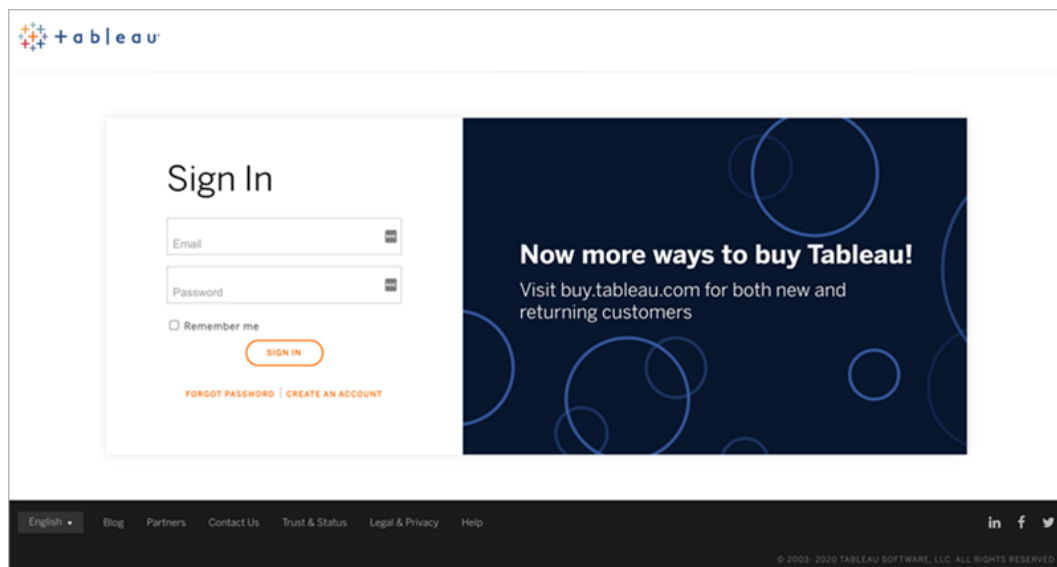 + a b | e a u
Sign In
Email
Password
Remember me
SIGN IN
FORGOT PASSWORD | CREATE AN ACCOUNT
Now more ways to buy Tableau!
Visit buy.tableau.com for both new and
returning customers
English
Blog
Partners
Contact Us
Trust & Status
Legal & Privacy
Help
in f
© 2003- 2020 TABLEAU SOFTWARE, LLC. ALL RIGHTS RESERVED